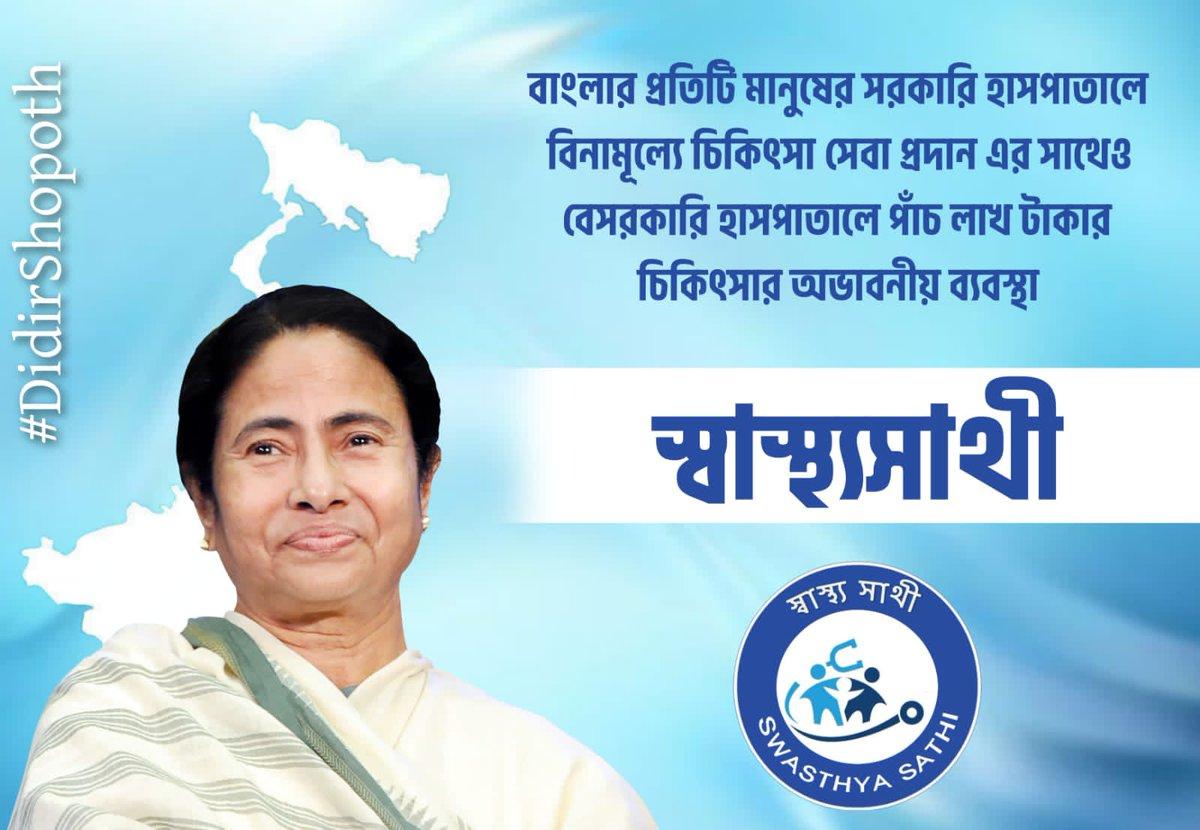 #DidirShopoth
বাংলার প্রতিটি মানুষের সরকারি হাসপাতালে
বিনামূল্যে চিকিৎসা সেবা প্রদান এর সাথেও
বেসরকারি হাসপাতালে পাঁচ লাখ টাকার
চিকিৎসার অভাবনীয় ব্যবস্থা
স্বাস্থ্যসাথী
স্বাস্থ্য সাথী
SWASTHYA SATHI